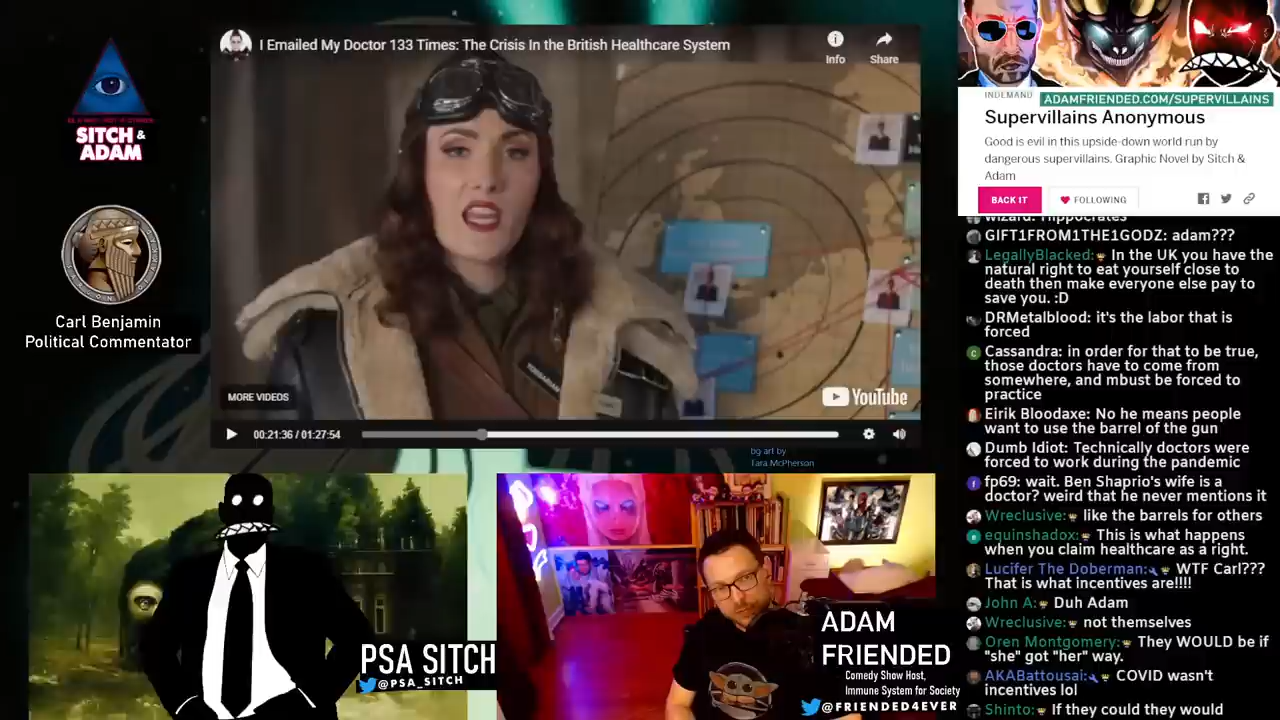 I Emailed My Doctor 133 Times: The Crisis In the British Healthcare System
Info
Share
SITCH &
ADAM
Carl Benjamin
Political Commentator
MORE VIDEOS
YouTube
00:21:36 / 01:27:54
bg art by
Tara McPherson
PSA SITCH
@PSA_SITCH
ADAM
FRIENDED
Comedy Show Host,
Immune System for Society
@FRIENDED4EVER
INDEMAND
ADAMFRIENDED.COM/SUPERVILLAINS
Supervillains Anonymous
Good is evil in this upside-down world run by
dangerous supervillains. Graphic Novel by Sitch &
Adam
BACK IT
FOLLOWING
wizard: Hippocrates
GIFT1FROM1THE1GODZ: adam???
LegallyBlacked: In the UK you have the
natural right to eat yourself close to
death then make everyone else pay to
save you. :D
DRMetalblood: it's the labor that is
forced
Cassandra: in order for that to be true,
those doctors have to come from
somewhere, and mbust be forced to
practice
Eirik Bloodaxe: No he means people
want to use the barrel of the gun
Dumb Idiot: Technically doctors were
forced to work during the pandemic
fp69: wait. Ben Shaprio's wife is a
doctor? weird that he never mentions it
Wreclusive: like the barrels for others
equinshadox: This is what happens
when you claim healthcare as a right.
Lucifer The Doberman: WTF Carl???
That is what incentives are!!!!
John A: Duh Adam
Wreclusive: not themselves
Oren Montgomery: They WOULD be if
"she" got "her" way.
AKABattousai: COVID wasn't
incentives lol
Shinto: If they could they would